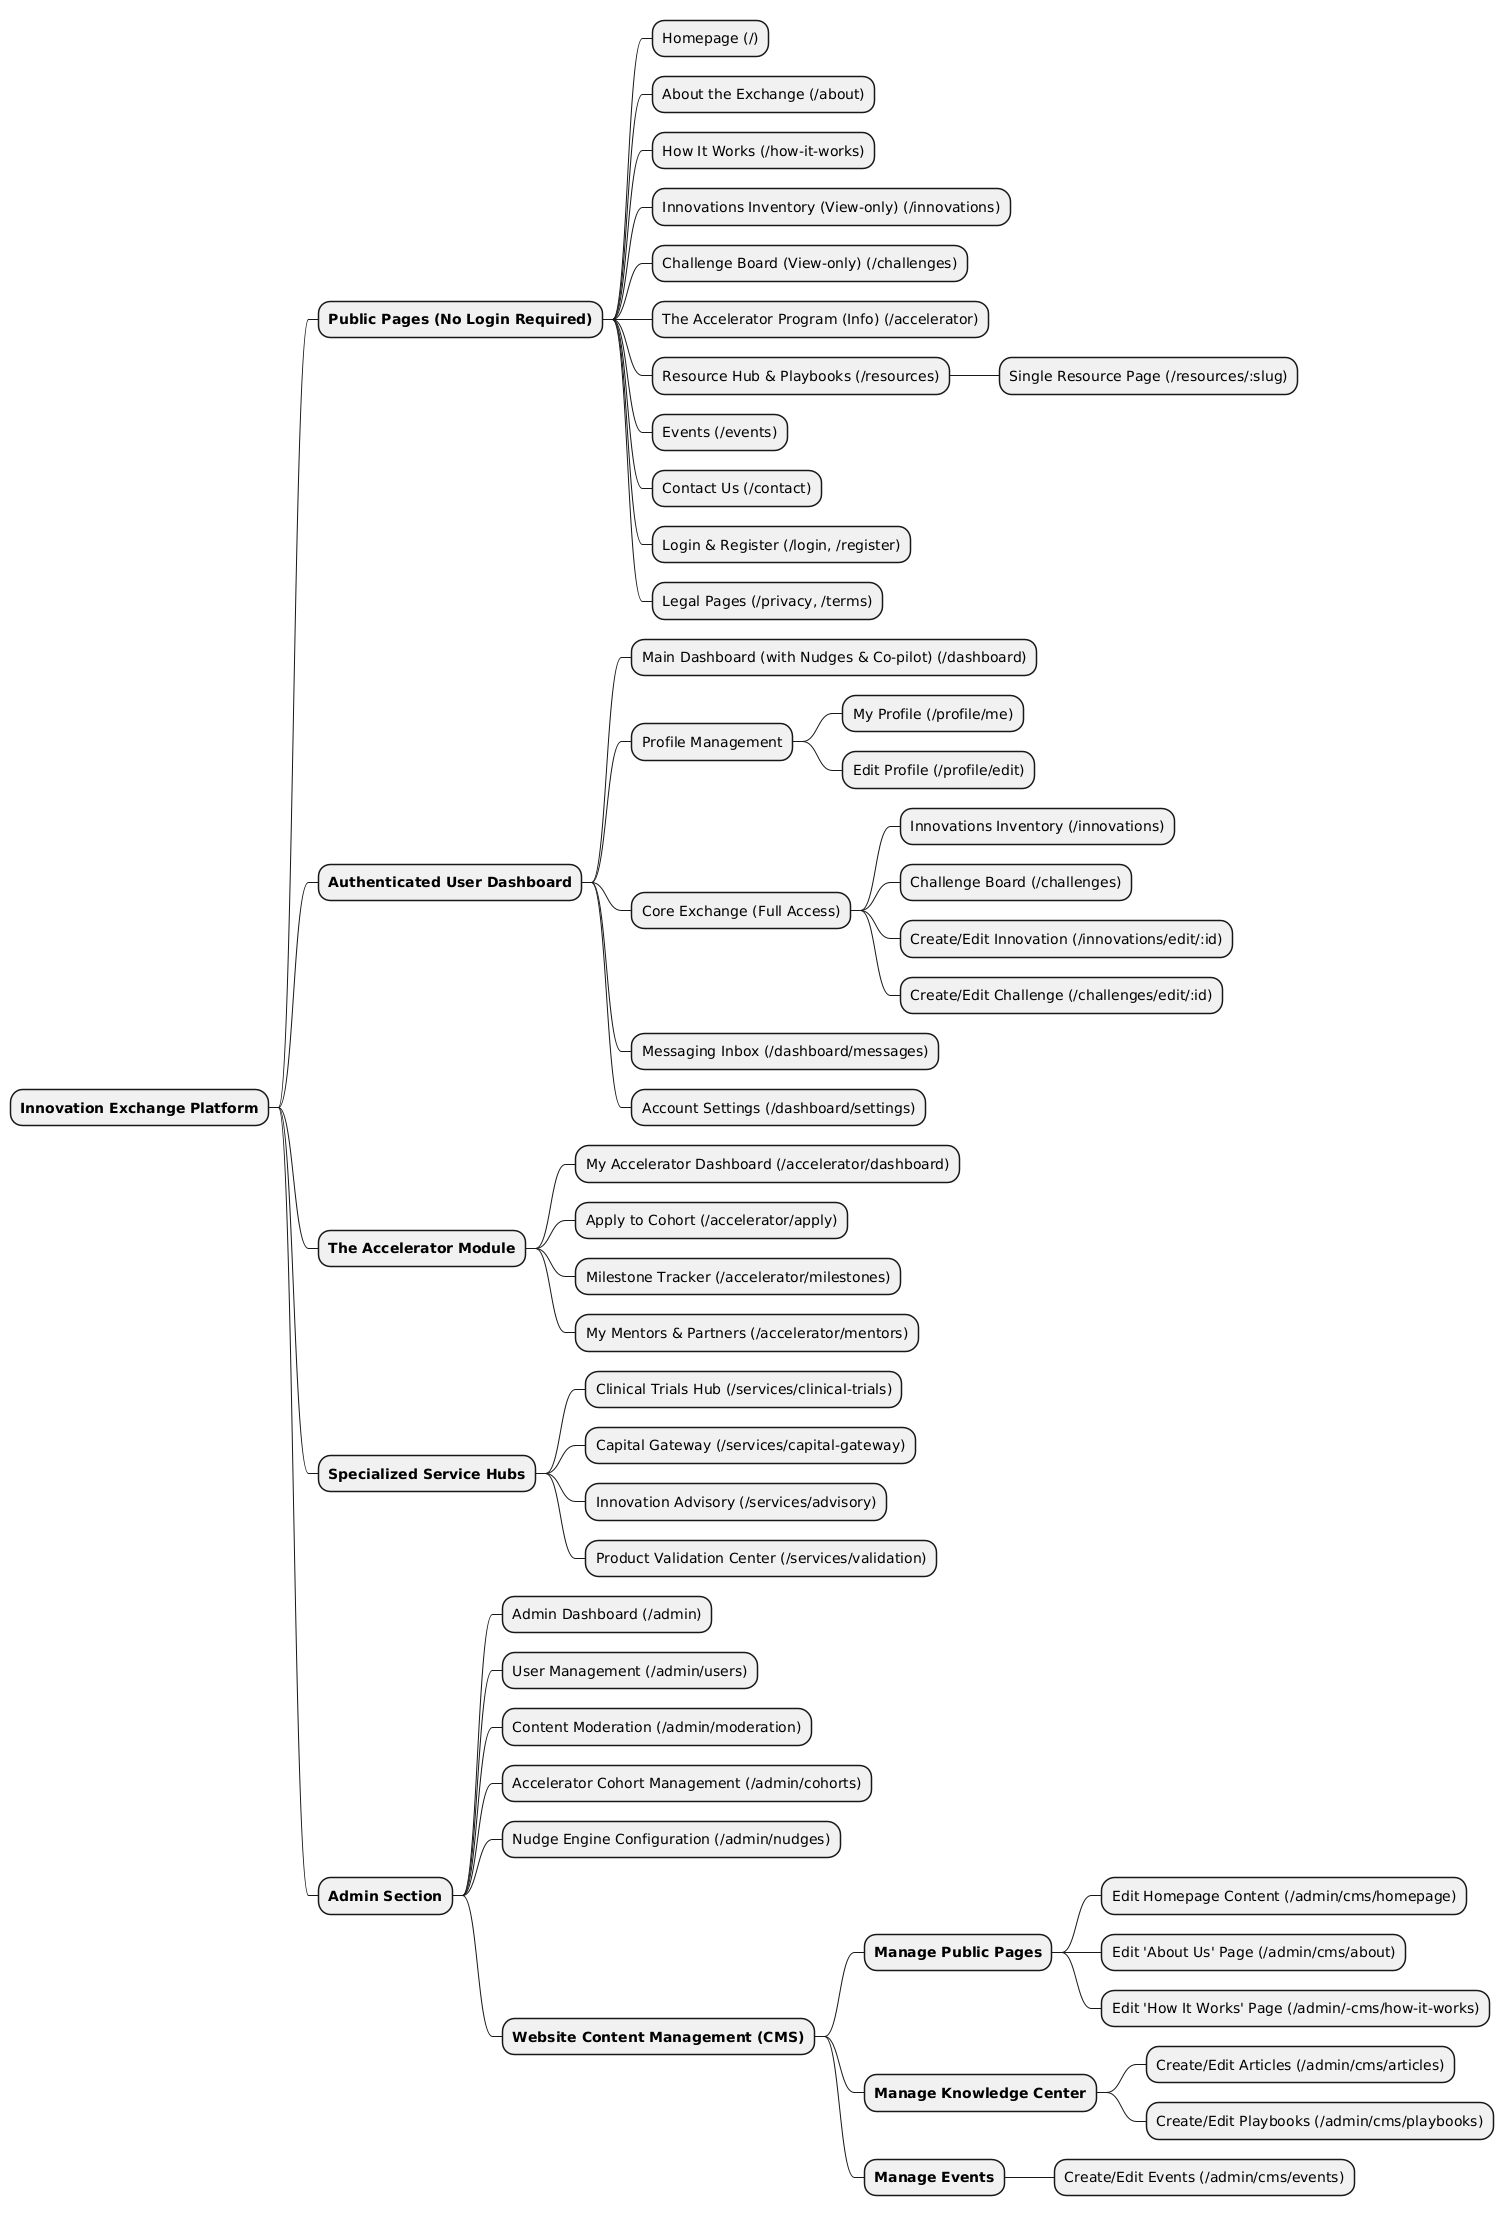 Homepage (/)
About the Exchange (/about)
How It Works (/how-it-works)
Innovations Inventory (View-only) (/innovations)
Challenge Board (View-only) (/challenges)
Public Pages (No Login Required)
The Accelerator Program (Info) (/accelerator)
Resource Hub & Playbooks (/resources)
Single Resource Page (/resources/:slug)
Events (/events)
Contact Us (/contact)
Login & Register (/login, /register)
Legal Pages (/privacy, /terms)
Main Dashboard (with Nudges & Co-pilot) (/dashboard)
Profile Management
My Profile (/profile/me)
Edit Profile (/profile/edit)
Authenticated User Dashboard
Core Exchange (Full Access)
Innovations Inventory (/innovations)
Challenge Board (/challenges)
Create/Edit Innovation (/innovations/edit/:id)
Create/Edit Challenge (/challenges/edit/:id)
Messaging Inbox (/dashboard/messages)
Account Settings (/dashboard/settings)
Innovation Exchange Platform
The Accelerator Module
My Accelerator Dashboard (/accelerator/dashboard)
Apply to Cohort (/accelerator/apply)
Milestone Tracker (/accelerator/milestones)
My Mentors & Partners (/accelerator/mentors)
Specialized Service Hubs
Clinical Trials Hub (/services/clinical-trials)
Capital Gateway (/services/capital-gateway)
Innovation Advisory (/services/advisory)
Product Validation Center (/services/validation)
Admin Section
Admin Dashboard (/admin)
User Management (/admin/users)
Content Moderation (/admin/moderation)
Accelerator Cohort Management (/admin/cohorts)
Nudge Engine Configuration (/admin/nudges)
Website Content Management (CMS)
Manage Public Pages
Edit Homepage Content (/admin/cms/homepage)
Edit 'About Us' Page (/admin/cms/about)
Edit 'How It Works' Page (/admin/-cms/how-it-works)
Manage Knowledge Center
Create/Edit Articles (/admin/cms/articles)
Create/Edit Playbooks (/admin/cms/playbooks)
Manage Events
Create/Edit Events (/admin/cms/events)